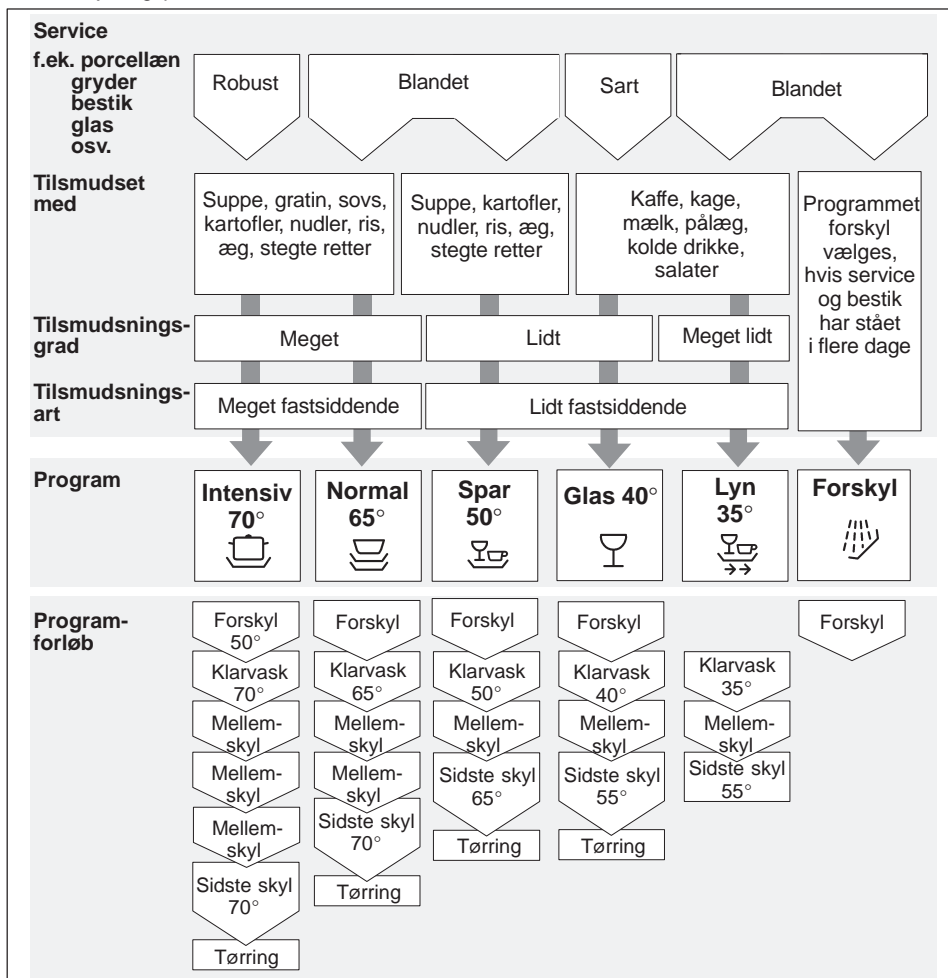 Service
f.ek. porcellæn
gryder
bestik
glas
osv.
Robust
Blandet
Sart
Blandet
Tilsmudset
med
Suppe, gratin, sovs,
kartofler, nudler, ris,
æg, stegte retter
Suppe, kartofler,
nudler, ris, æg,
stegte retter
Kaffe, kage,
mælk, pålæg,
kolde drikke,
salater
Programmet
forskyl
vælges,
hvis service
og bestik
har stået
i flere dage
Tilsmudsnings-
grad
Meget
Lidt
Meget lidt
Tilsmudsnings-
art
Meget fastsiddende
Lidt fastsiddende
Program
Intensiv
70°
Normal
65°
Spar
50°
Glas 40°
Lyn
35°
Forskyl
Program-
forløb
Forskyl
50°
Klarvask
70°
Mellem-
skyl
Mellem-
skyl
Mellem-
skyl
Sidste skyl
70°
Tørring
Forskyl
Klarvask
65°
Mellem-
skyl
Mellem-
skyl
Sidste skyl
70°
Tørring
Forskyl
Klarvask
50°
Mellem-
skyl
Sidste skyl
65°
Tørring
Forskyl
Klarvask
40°
Mellem-
skyl
Sidste skyl
55°
Tørring
Klarvask
35°
Mellem-
skyl
Sidste skyl
55°
Forskyl